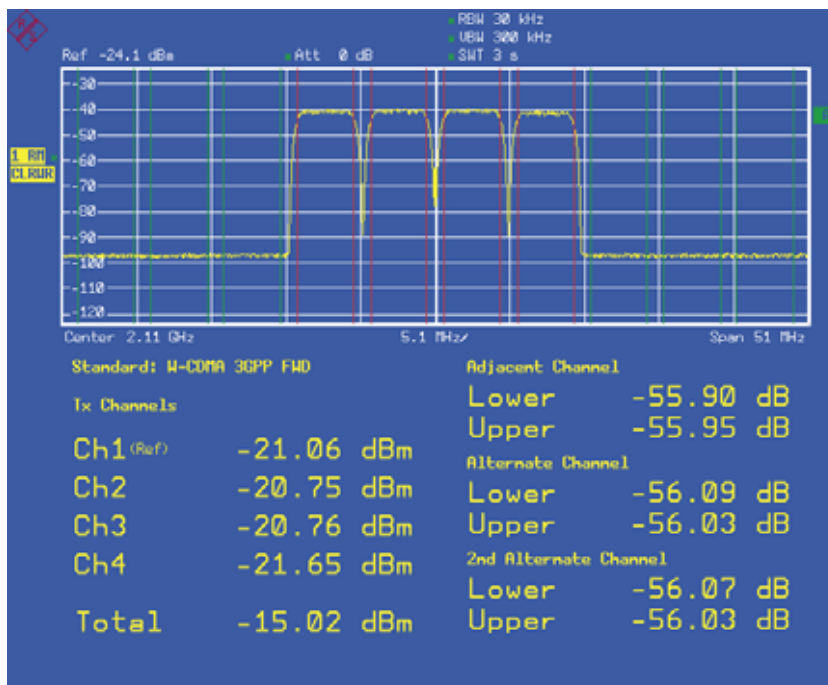 RBW 30 kHz
VBW 300 kHz
Ref -24.1 dBm Att 0 dB SWT 3 s
-30
-40
-50
1 RM
-60
CLRWR
-70
-80
-90
-100
-110
-120
Center 2.11 GHz 5.1 MHz/ Span 51 MHz
Standard: W-CDMA 3GPP FWD
Tx Channels
Ch1 (Ref) -21.06 dBm
Ch2 -20.75 dBm
Ch3 -20.76 dBm
Ch4 -21.65 dBm
Total -15.02 dBm
Adjacent Channel
Lower -55.90 dB
Upper -55.95 dB
Alternate Channel
Lower -56.09 dB
Upper -56.03 dB
2nd Alternate Channel
Lower -56.07 dB
Upper -56.03 dB